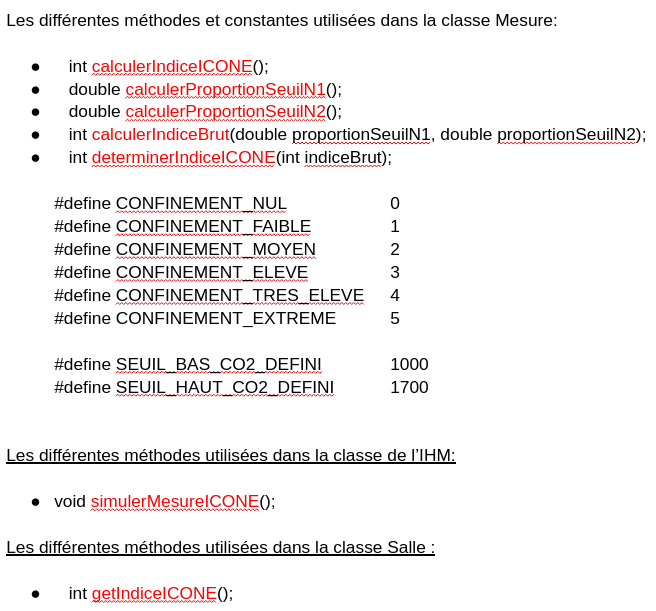 Les différentes méthodes et constantes utilisées dans la classe Mesure:
● int calculerIndiceICONE();
● double calculerProportionSeuilN1();
● double calculerProportionSeuilN2();
● int calculerIndiceBrut(double proportionSeuilN1, double proportionSeuilN2);
● int determinerIndiceICONE(int indiceBrut);
#define CONFINEMENT_NUL 0
#define CONFINEMENT_FAIBLE 1
#define CONFINEMENT_MOYEN 2
#define CONFINEMENT_ELEVE 3
#define CONFINEMENT_TRES_ELEVE 4
#define CONFINEMENT_EXTREME 5
#define SEUIL_BAS_CO2_DEFINI 1000
#define SEUIL_HAUT_CO2_DEFINI 1700
Les différentes méthodes utilisées dans la classe de l'IHM:
● void simulerMesureICONE();
Les différentes méthodes utilisées dans la classe Salle :
● int getIndiceICONE();